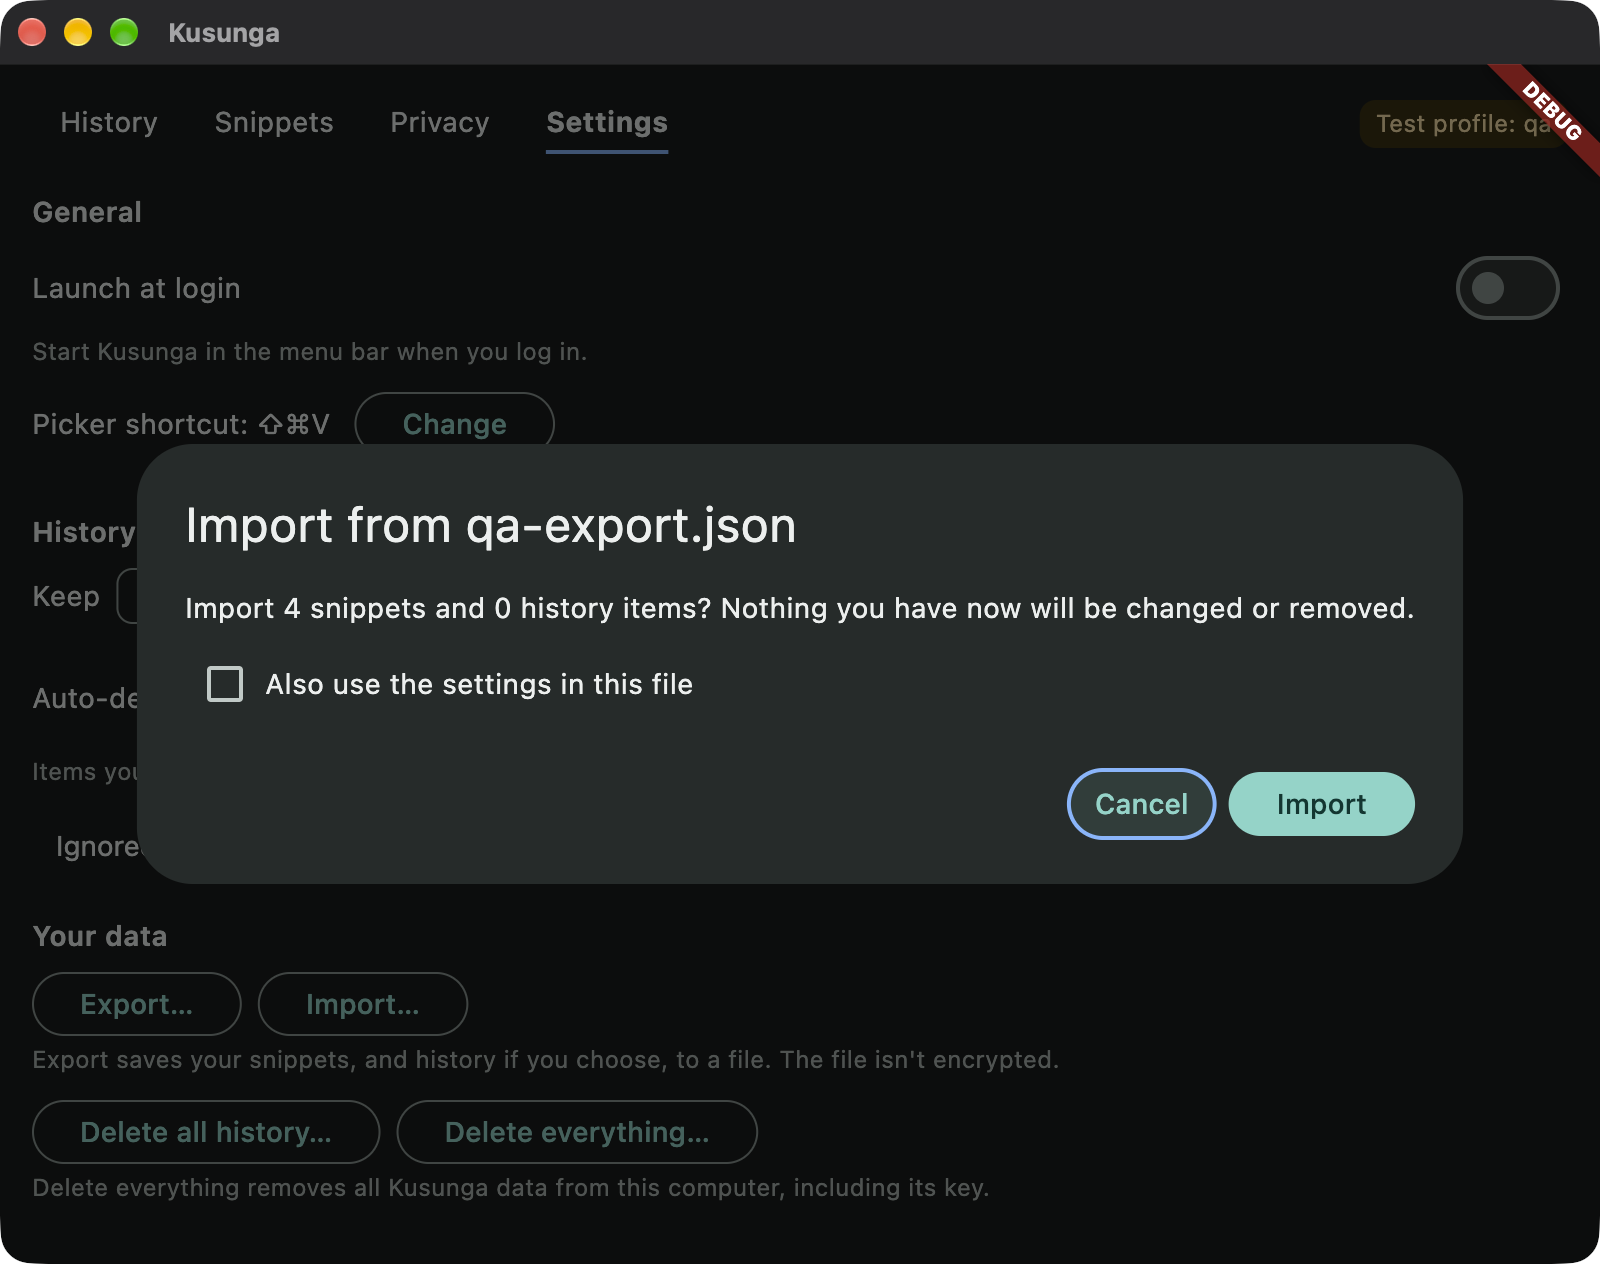 Kusunga
History Snippets Privacy Settings
Test profile: qa
DEBUG
General
Launch at login
Start Kusunga in the menu bar when you log in.
Picker shortcut: ⇧⌘V Change
History
Keep
Auto-de
Items you
Ignore
Import from qa-export.json
Import 4 snippets and 0 history items? Nothing you have now will be changed or removed.
Also use the settings in this file
Cancel Import
Your data
Export... Import...
Export saves your snippets, and history if you choose, to a file. The file isn't encrypted.
Delete all history... Delete everything...
Delete everything removes all Kusunga data from this computer, including its key.